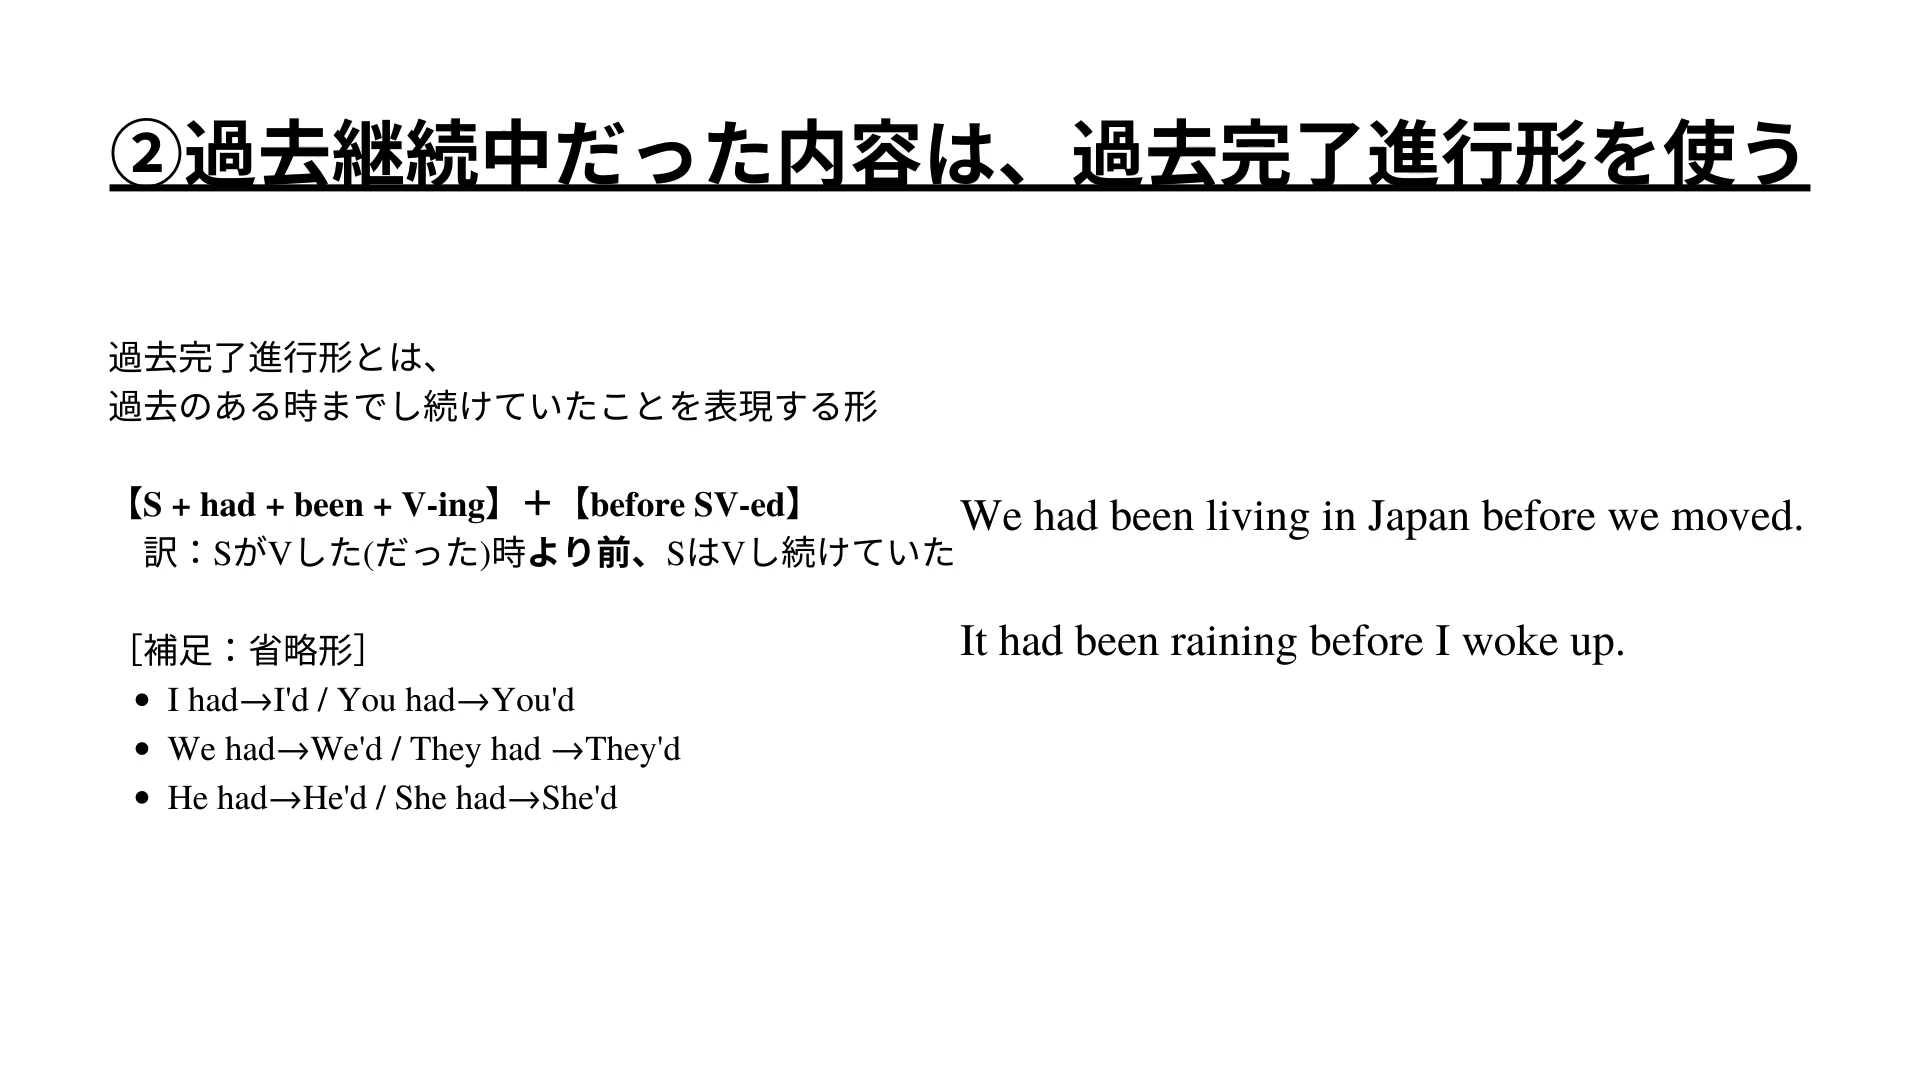 ②過去継続中だった内容は、過去完了進行形を使う
過去完了進行形とは、
過去のある時までし続けていたことを表現する形
【S + had + been + V-ing】＋【before SV-ed】
訳：SがVした(だった)時より前、SはVし続けていた
［補足：省略形］
• I had→I'd / You had→You'd
• We had→We'd / They had →They'd
• He had→He'd / She had→She'd
We had been living in Japan before we moved.
It had been raining before I woke up.